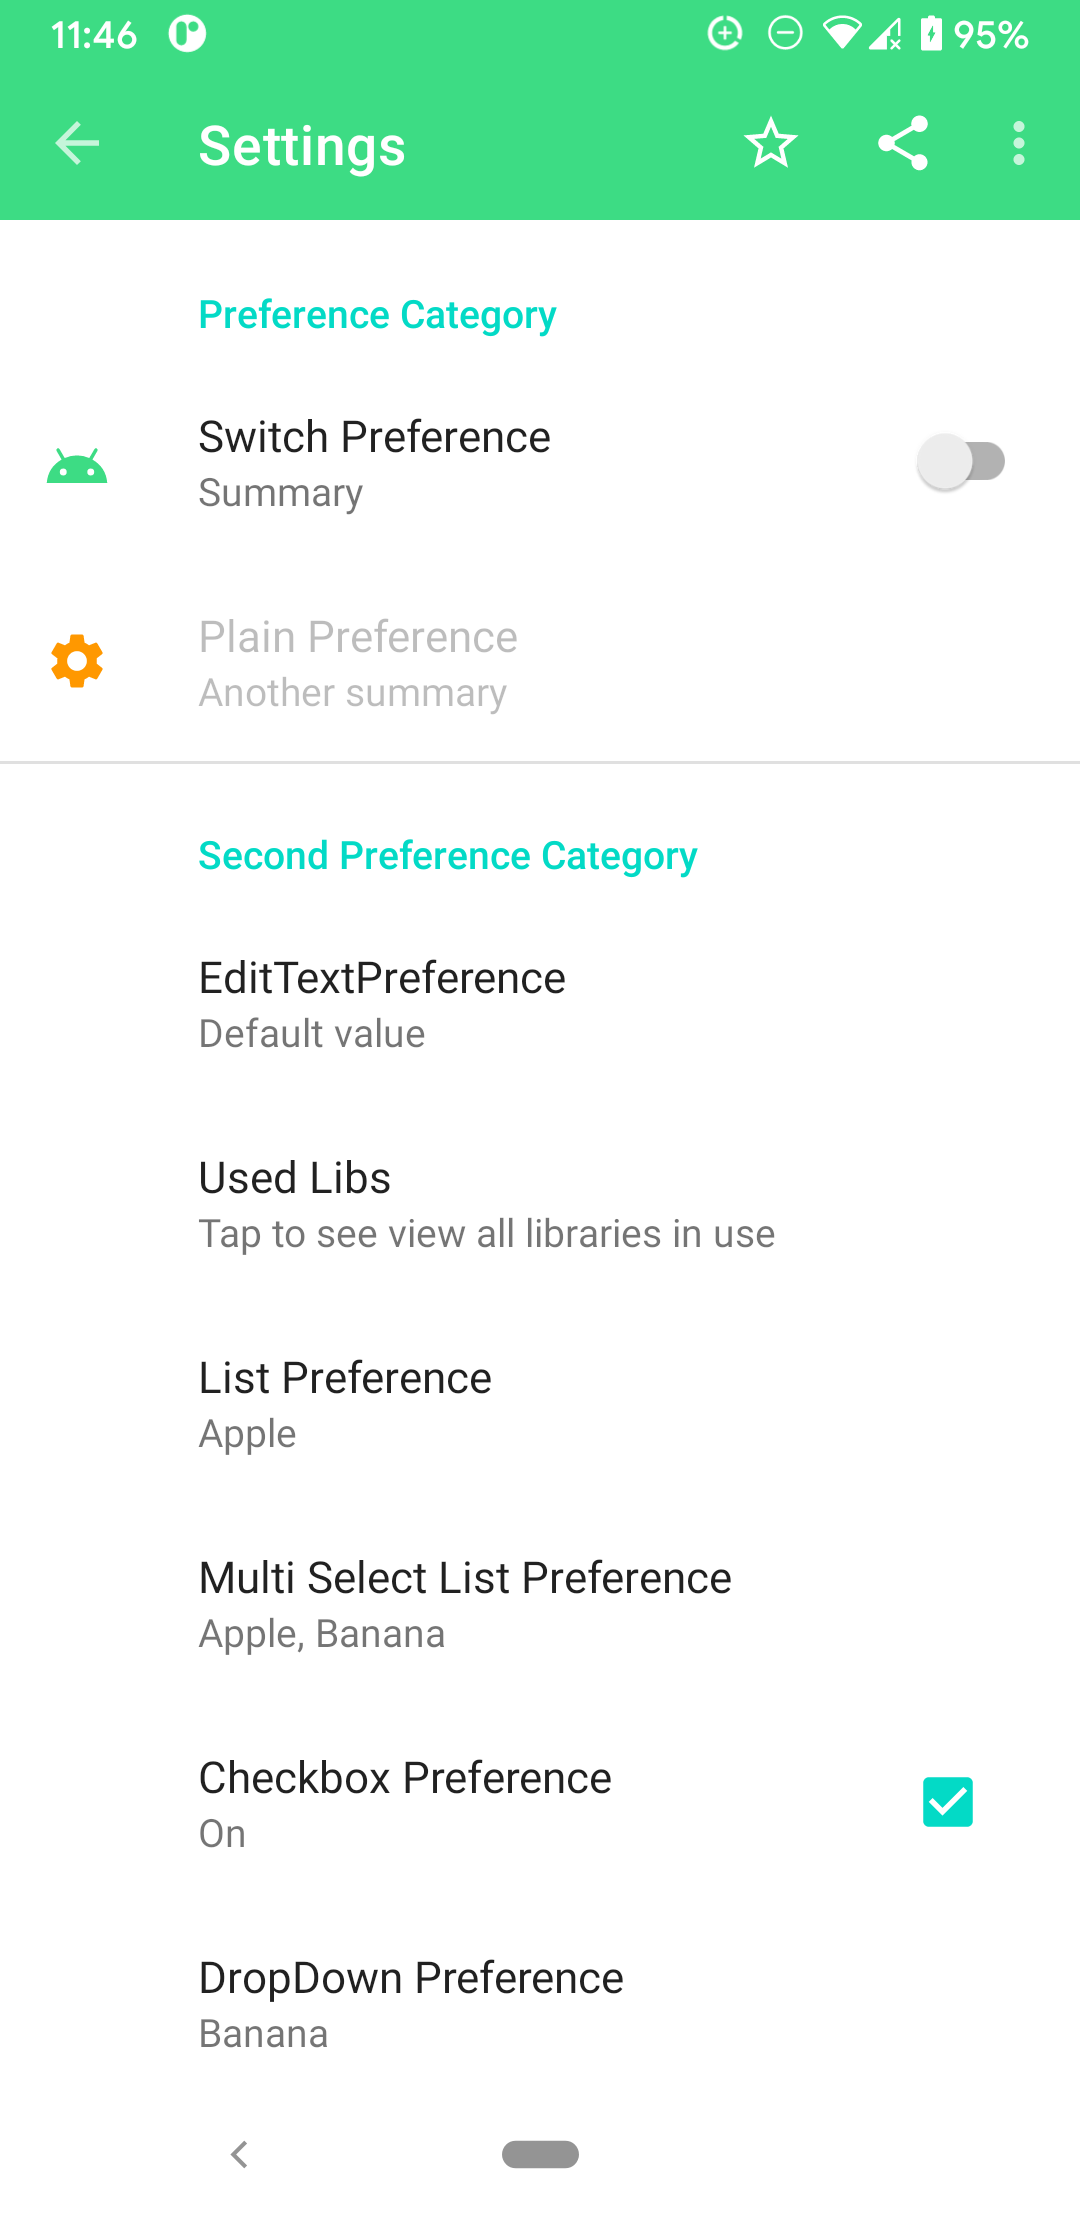 11:46 95%
Settings
Preference Category
Switch Preference
Summary
Plain Preference
Another summary
Second Preference Category
EditTextPreference
Default value
Used Libs
Tap to see view all libraries in use
List Preference
Apple
Multi Select List Preference
Apple, Banana
Checkbox Preference
On
DropDown Preference
Banana